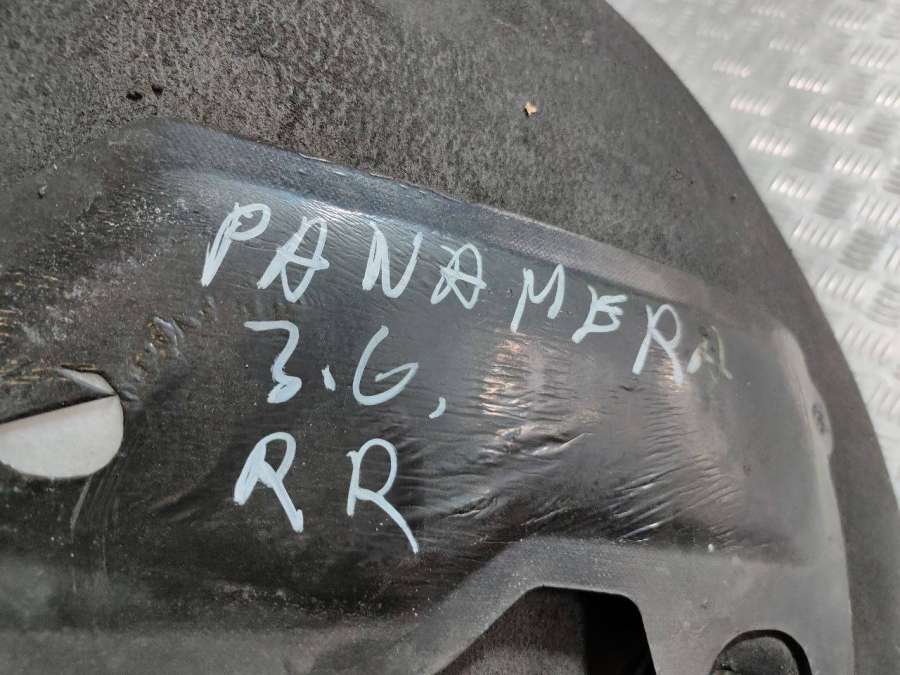 PANAMERA
3.6,
RR